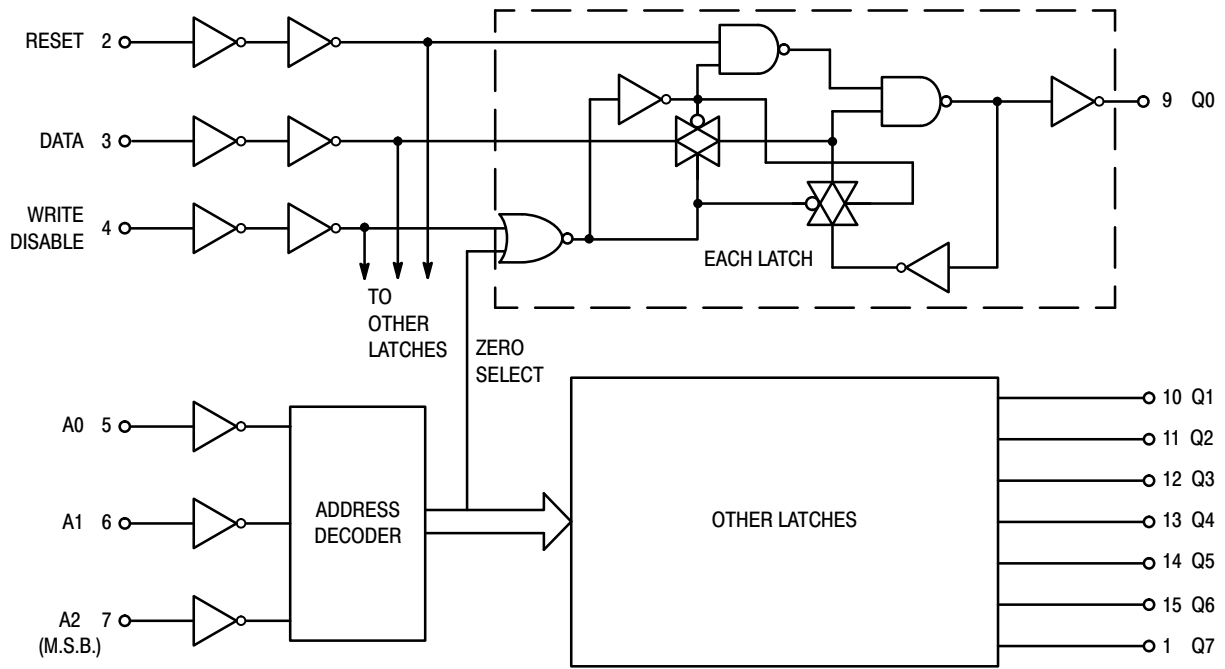 RESET 2
9 Q0
DATA 3
WRITE
DISABLE 4
EACH LATCH
TO
OTHER
LATCHES
ZERO
SELECT
A0 5
A1 6
A2 7
(M.S.B.)
ADDRESS
DECODER
OTHER LATCHES
10 Q1
11 Q2
12 Q3
13 Q4
14 Q5
15 Q6
1 Q7